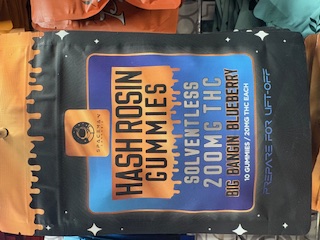 HASH ROSIN
GUMMIES
SOLVENTLESS
200MG THC
BIG BANGIN' BLUEBERRY
10 GUMMIES / 20MG THC EACH
PREPARE FOR LIFT-OFF